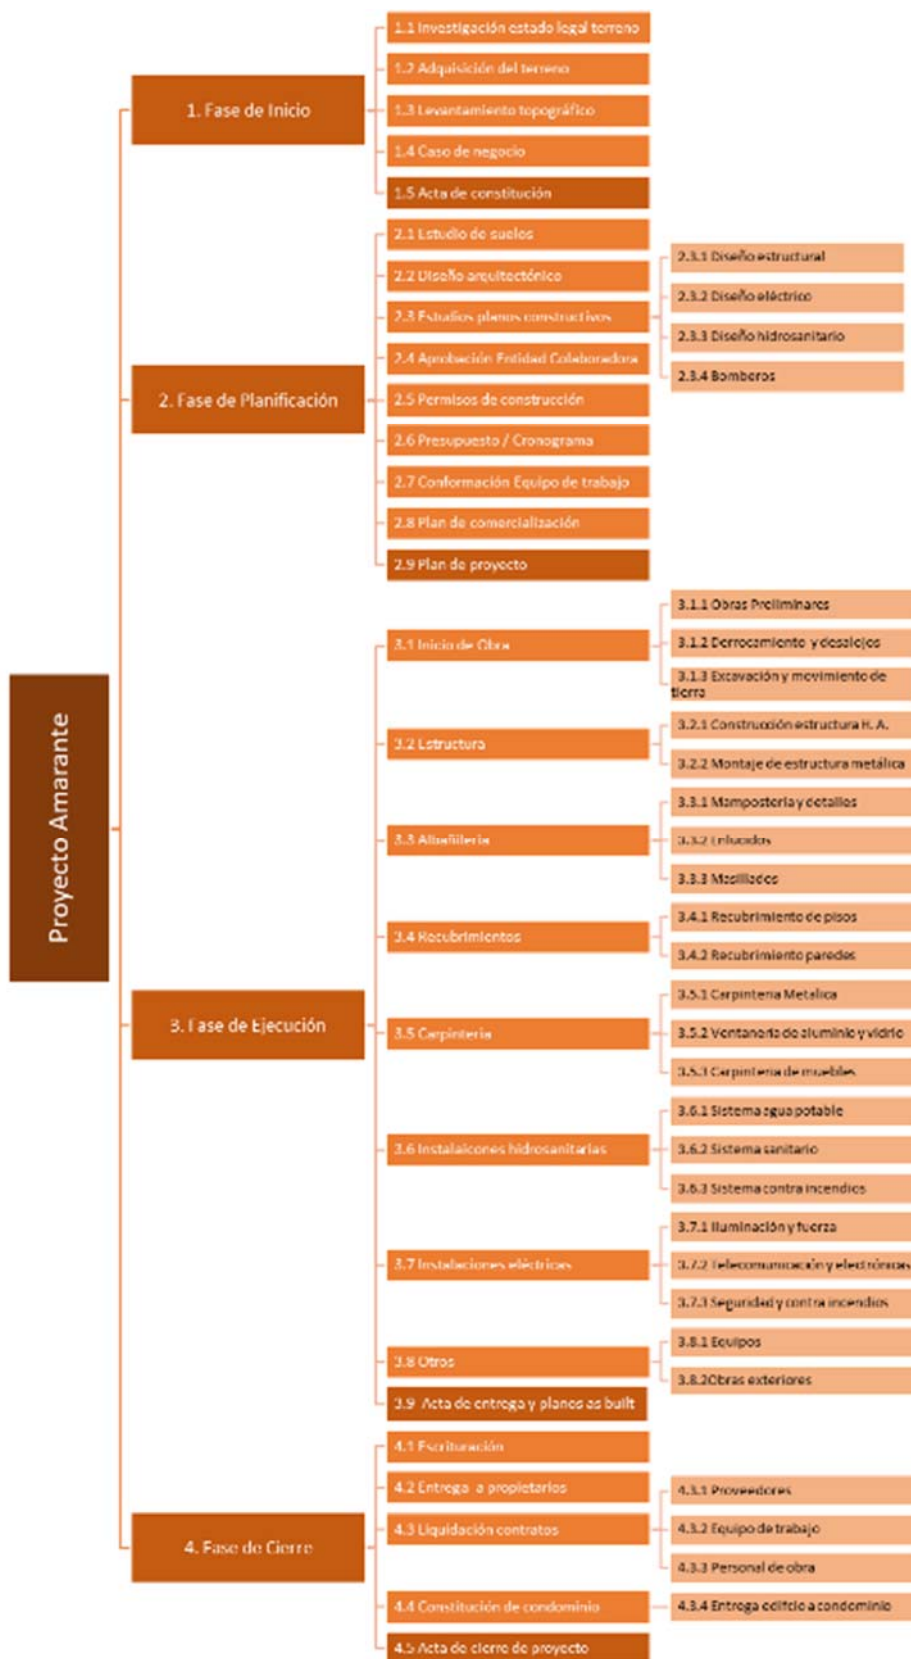 Proyecto Amarante
1. Fase de Inicio
1.1 Investigación estado legal terreno
1.2 Adquisición del terreno
1.3 Levantamiento topográfico
1.4 Caso de negocio
1.5 Acta de constitución
2. Fase de Planificación
2.1 Estudio de suelos
2.2 Diseño arquitectónico
2.3 Estudios planos constructivos
2.3.1 Diseño estructural
2.3.2 Diseño eléctrico
2.3.3 Diseño hidrosanitario
2.3.4 Bomberos
2.4 Aprobación Entidad Colaboradora
2.5 Permisos de construcción
2.6 Presupuesto / Cronograma
2.7 Conformación Equipo de trabajo
2.8 Plan de comercialización
2.9 Plan de proyecto
3. Fase de Ejecución
3.1 Inicio de Obra
3.1.1 Obras Preliminares
3.1.2 Derrocamiento y desalojos
3.1.3 Excavación y movimiento de
tierra
3.2 Estructura
3.2.1 Construcción estructura H. A.
3.2.2 Montaje de estructura metálica
3.3 Albañilería
3.3.1 Mampostería y detalles
3.3.2 Enlucidos
3.3.3 Masillados
3.4 Recubrimientos
3.4.1 Recubrimiento de pisos
3.4.2 Recubrimiento paredes
3.5 Carpintería
3.5.1 Carpintería Metálica
3.5.2 Ventanería de aluminio y vidrio
3.5.3 Carpintería de muebles
3.6 Instalaicones hidrosanitarias
3.6.1 Sistema agua potable
3.6.2 Sistema sanitario
3.6.3 Sistema contra incendios
3.7 Instalaciones eléctricas
3.7.1 Iluminación y fuerza
3.7.2 Telecomunicación y electrónicas
3.7.3 Seguridad y contra incendios
3.8 Otros
3.8.1 Equipos
3.8.2Obras exteriores
3.9 Acta de entrega y planos as built
4. Fase de Cierre
4.1 Escrituración
4.2 Entrega a propietarios
4.3 Liquidación contratos
4.3.1 Proveedores
4.3.2 Equipo de trabajo
4.3.3 Personal de obra
4.4 Constitución de condominio
4.3.4 Entrega edifcio a condominio
4.5 Acta de cierre de proyecto